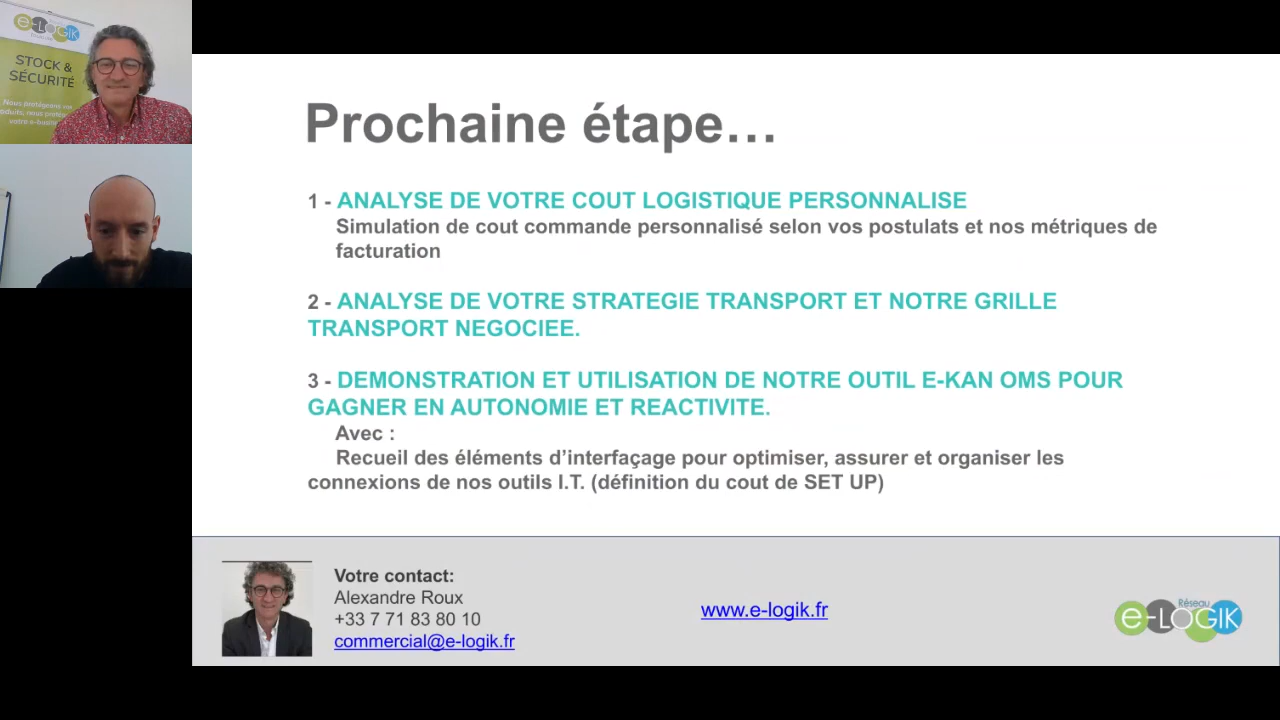 e-LOGIK
STOCK &
SÉCURITÉ
Nous protégeons vos
Prochaine étape…
1 - ANALYSE DE VOTRE COUT LOGISTIQUE PERSONNALISE
Simulation de cout commande personnalisé selon vos postulats et nos métriques de
facturation
2 - ANALYSE DE VOTRE STRATEGIE TRANSPORT ET NOTRE GRILLE
TRANSPORT NEGOCIEE.
3 - DEMONSTRATION ET UTILISATION DE NOTRE OUTIL E-KAN OMS POUR
GAGNER EN AUTONOMIE ET REACTIVITE.
Avec :
Recueil des éléments d’interfaçage pour optimiser, assurer et organiser les
connexions de nos outils I.T. (définition du cout de SET UP)
Votre contact:
Alexandre Roux
+33 7 71 83 80 10
commercial@e-logik.fr
www.e-logik.fr
Réseau
e-LOGIK